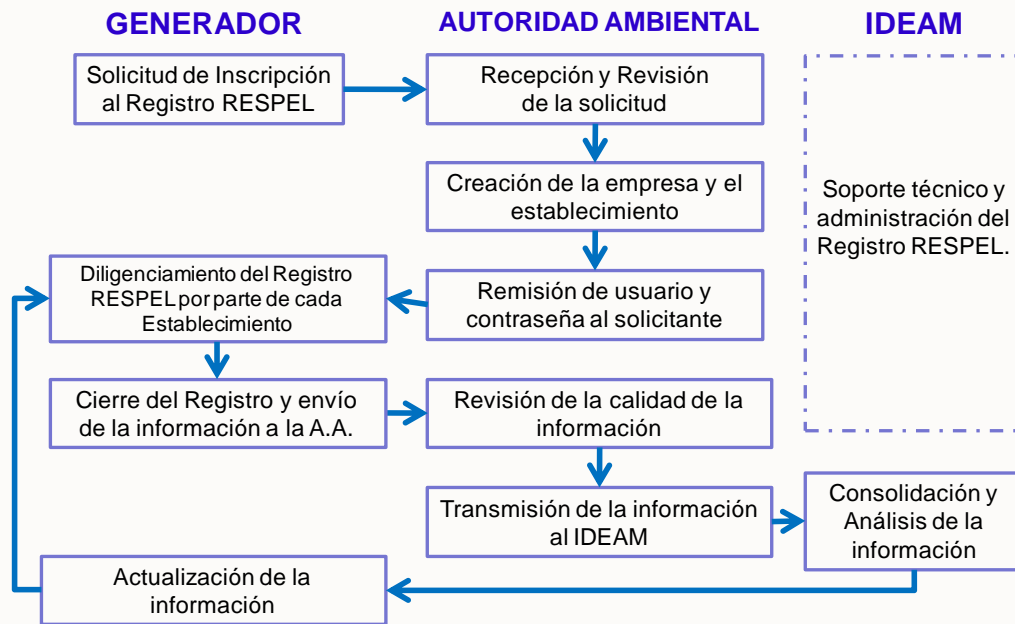 GENERADOR
AUTORIDAD AMBIENTAL
IDEAM
Solicitud de Inscripción
al Registro RESPEL
Recepción y Revisión
de la solicitud
Creación de la empresa y el
establecimiento
Soporte técnico y
administración del
Registro RESPEL.
Diligenciamiento del Registro
RESPEL por parte de cada
Establecimiento
Remisión de usuario y
contraseña al solicitante
Cierre del Registro y envío
de la información a la A.A.
Revisión de la calidad de la
información
Transmisión de la información
al IDEAM
Consolidación y
Análisis de la
información
Actualización de la
información